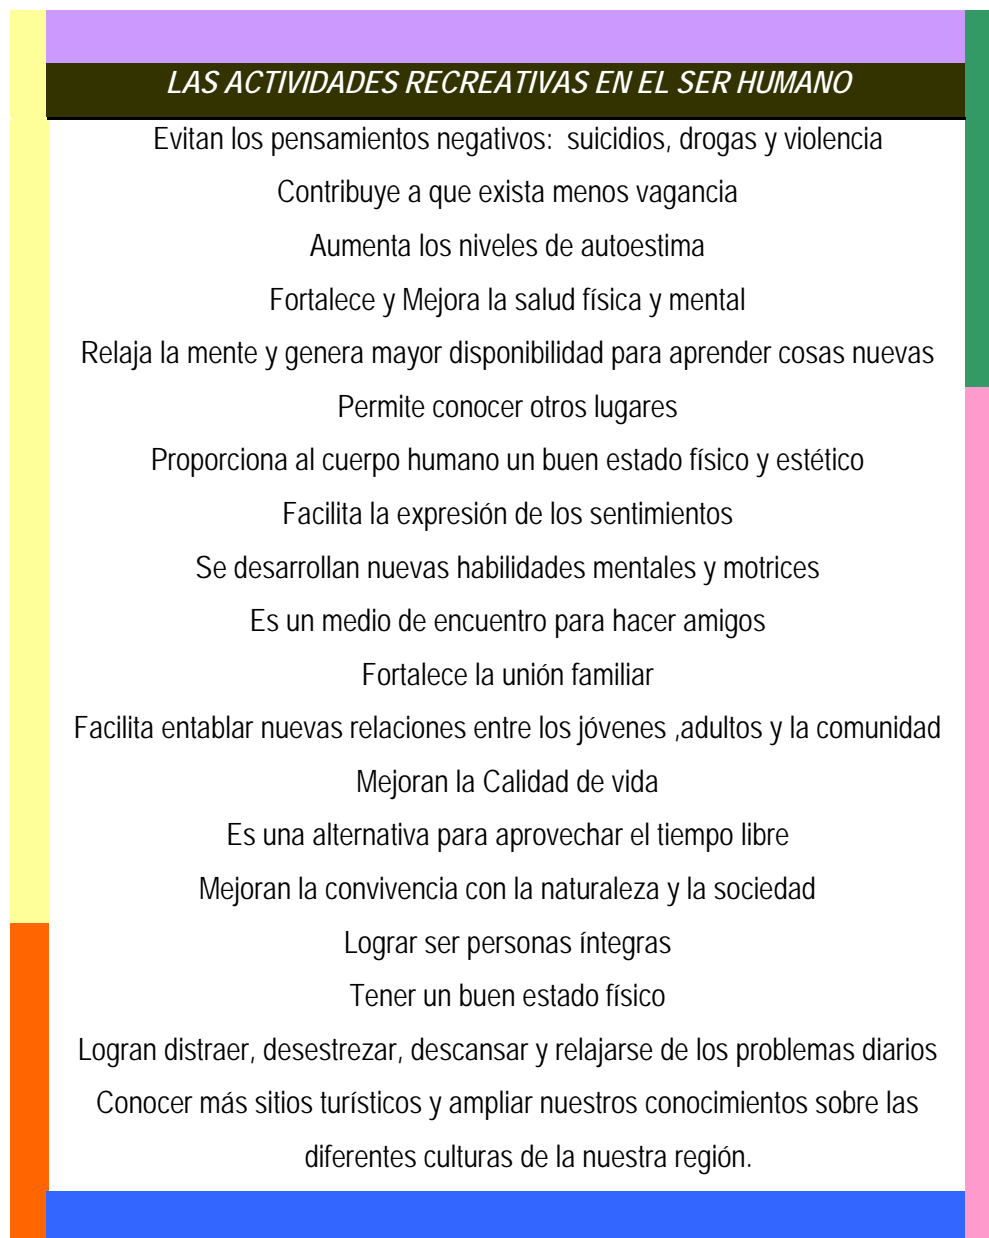 LAS ACTIVIDADES RECREATIVAS EN EL SER HUMANO
Evitan los pensamientos negativos:  suicidios, drogas y violencia
Contribuye a que exista menos vagancia
Aumenta los niveles de autoestima
Fortalece y Mejora la salud física y mental
Relaja la mente y genera mayor disponibilidad para aprender cosas nuevas
Permite conocer otros lugares
Proporciona al cuerpo humano un buen estado físico y estético
Facilita la expresión de los sentimientos
Se desarrollan nuevas habilidades mentales y motrices
Es un medio de encuentro para hacer amigos
Fortalece la unión familiar
Facilita entablar nuevas relaciones entre los jóvenes ,adultos y la comunidad
Mejoran la Calidad de vida
Es una alternativa para aprovechar el tiempo libre
Mejoran la convivencia con la naturaleza y la sociedad
Lograr ser personas íntegras
Tener un buen estado físico
Logran distraer, desestrezar, descansar y relajarse de los problemas diarios
Conocer más sitios turísticos y ampliar nuestros conocimientos sobre las
diferentes culturas de la nuestra región.